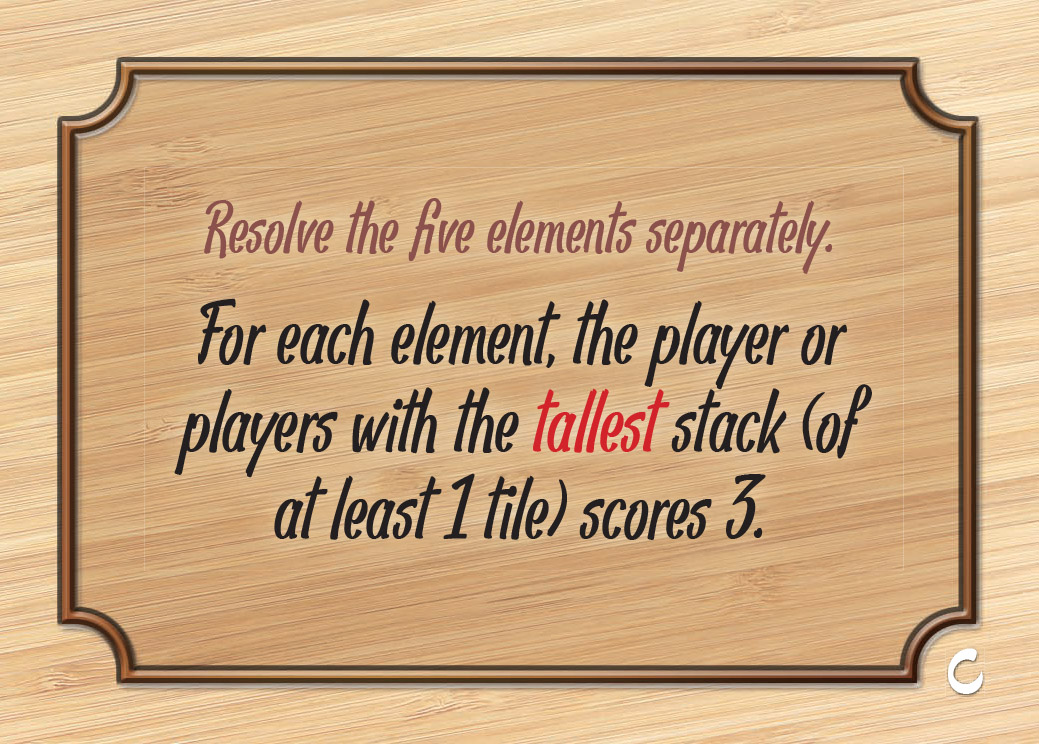 Resolve the five elements separately.
For each element, the player or
players with the tallest stack (of
at least 1 tile) scores 3.
C